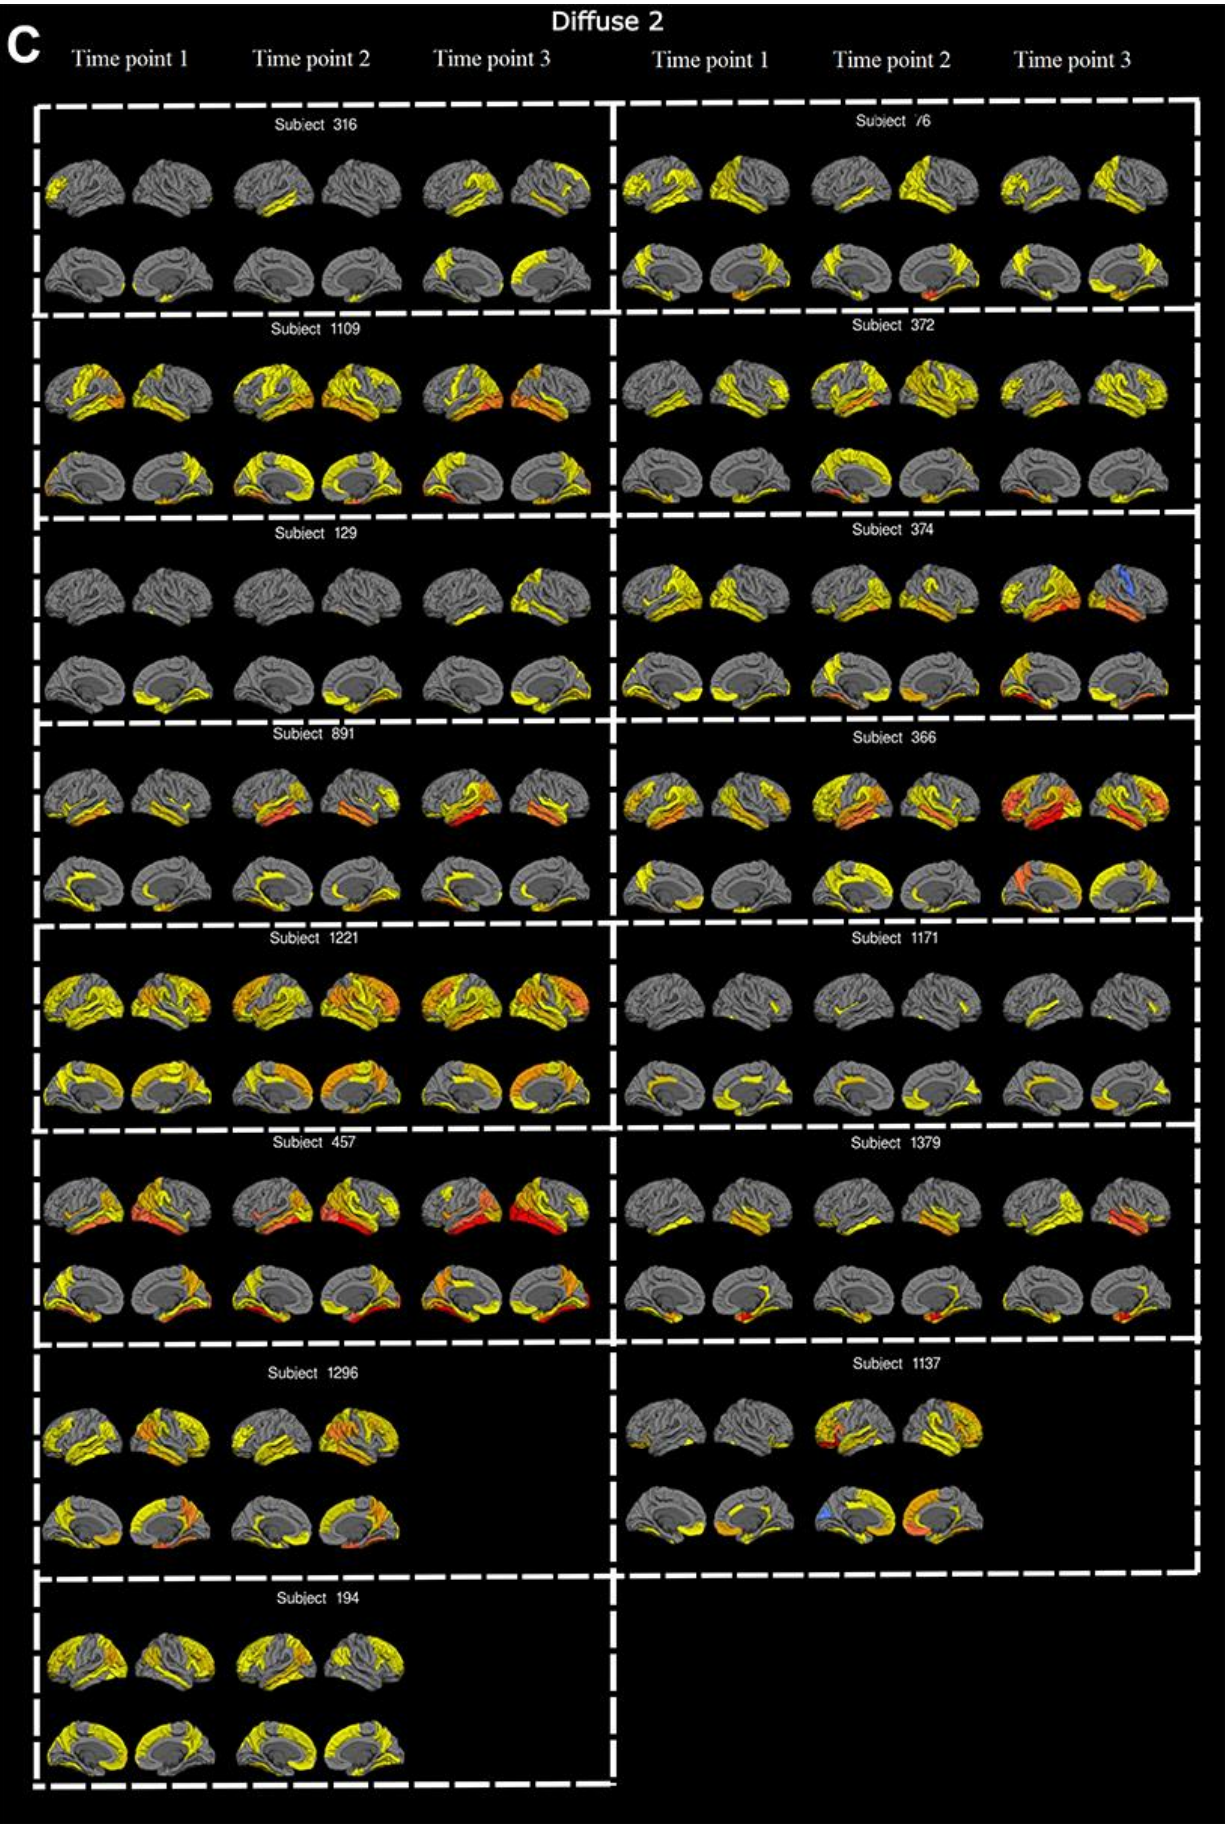 Diffuse 2
C
Time point 1 Time point 2 Time point 3 Time point 1 Time point 2 Time point 3
Subject 316
Subject 76
Subject 1109
Subject 372
Subject 129
Subject 374
Subject 891
Subject 366
Subject 1221
Subject 1171
Subject 457
Subject 1379
Subject 1296
Subject 1137
Subject 194